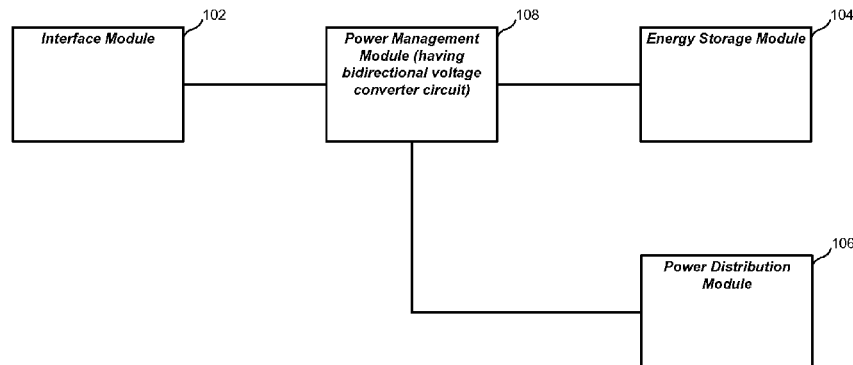 102
Interface Module
108
Power Management
Module (having
bidirectional voltage
converter circuit)
104
Energy Storage Module
106
Power Distribution
Module